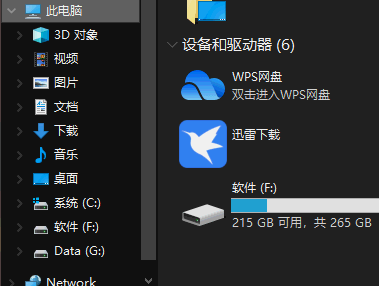 此电脑
3D 对象
视频
图片
文档
下载
音乐
桌面
系统 (C:)
软件 (F:)
Data (G:)
Network
设备和驱动器 (6)
WPS网盘
双击进入WPS网盘
迅雷下载
软件 (F:)
215 GB 可用，共 265 GB